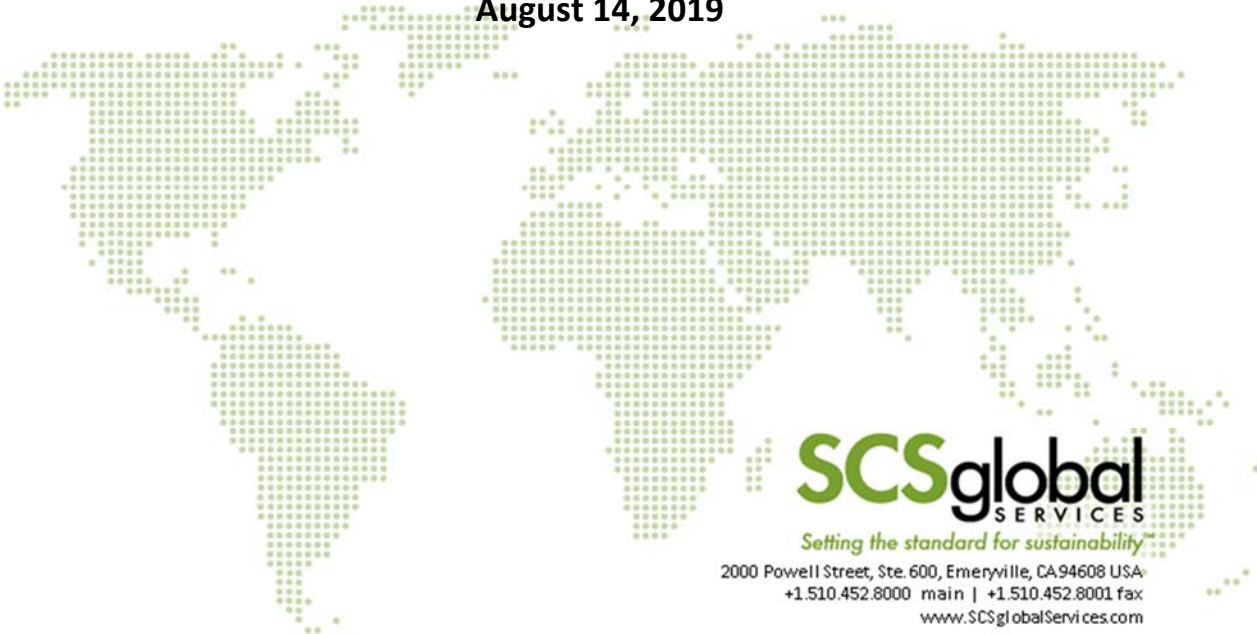 August 14, 2019
SCSglobal
SERVICES
Setting the standard for sustainability™
2000 Powell Street, Ste. 600, Emeryville, CA 94608 USA
+1.510.452.8000 main | +1.510.452.8001 fax
www.SCSglobalServices.com